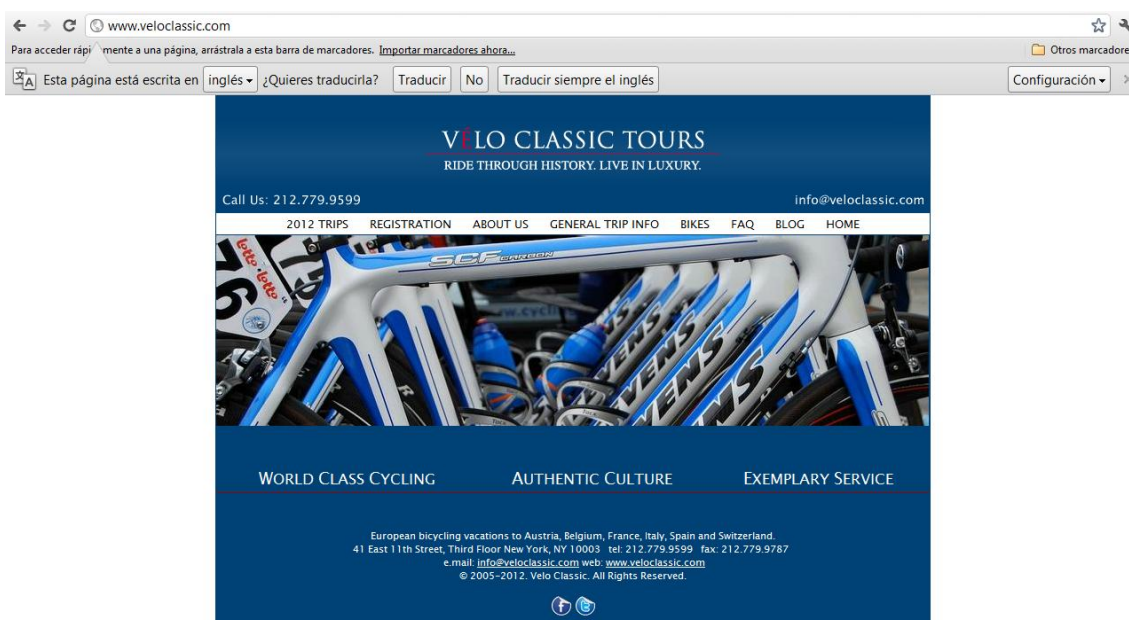 www.veloclassic.com
Para acceder rápi mente a una página, arrástrala a esta barra de marcadores. Importar marcadores ahora...
Otros marcadore
Esta página está escrita en inglés ¿Quieres traducirla? Traducir No Traducir siempre el inglés Configuración
VÉLO CLASSIC TOURS
RIDE THROUGH HISTORY. LIVE IN LUXURY.
Call Us: 212.779.9599 info@veloclassic.com
2012 TRIPS REGISTRATION ABOUT US GENERAL TRIP INFO BIKES FAQ BLOG HOME
lotto.lotto
SCF
VENS
WORLD CLASS CYCLING AUTHENTIC CULTURE EXEMPLARY SERVICE
European bicycling vacations to Austria, Belgium, France, Italy, Spain and Switzerland.
41 East 11th Street, Third Floor New York, NY 10003 tel: 212.779.9599 fax: 212.779.9787
e.mail: info@veloclassic.com web: www.veloclassic.com
© 2005-2012. Velo Classic. All Rights Reserved.